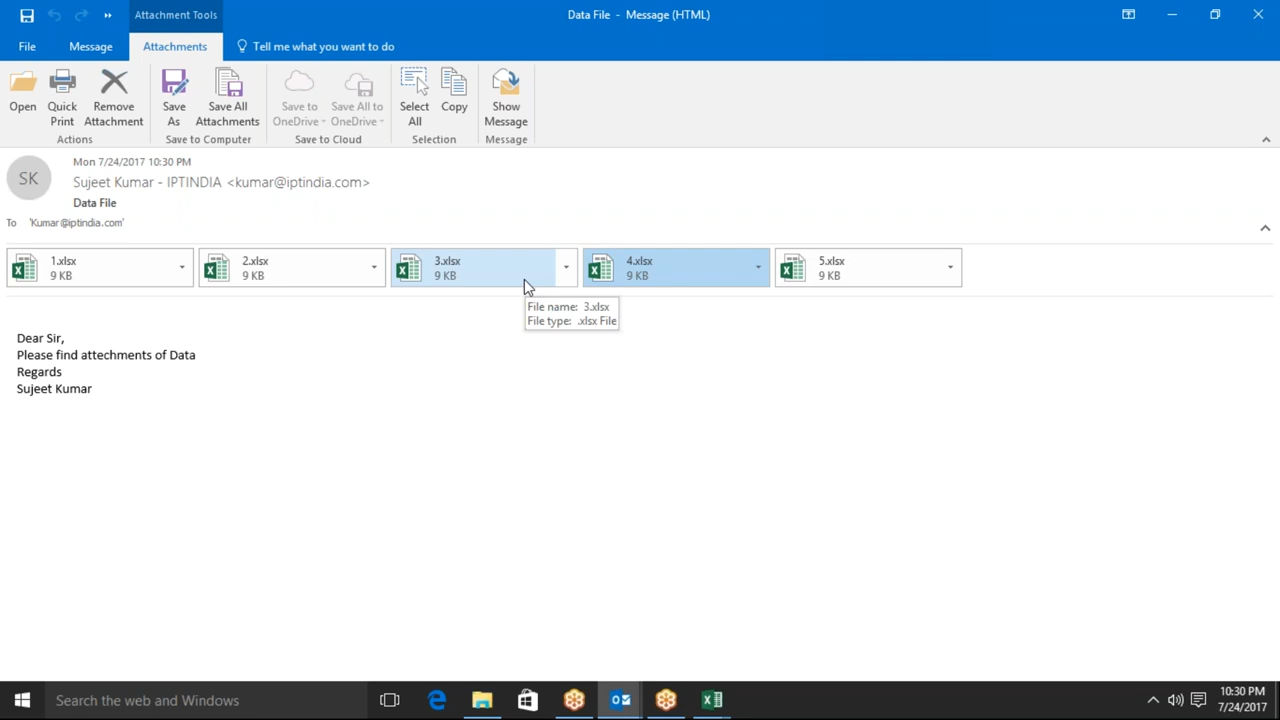 Attachment Tools
Data File - Message (HTML)
File
Message
Attachments
Tell me what you want to do
Open
Quick Print
Remove Attachment
Save As
Save All Attachments
Save to OneDrive
Save All to OneDrive
Select All
Copy
Show Message
Actions
Save to Computer
Save to Cloud
Selection
Message
Mon 7/24/2017 10:30 PM
SK
Sujeet Kumar - IPTINDIA <kumar@iptindia.com>
Data File
To 'Kumar@iptindia.com'
1.xlsx
9 KB
2.xlsx
9 KB
3.xlsx
9 KB
4.xlsx
9 KB
5.xlsx
9 KB
File name: 3.xlsx
File type: .xlsx File
Dear Sir,
Please find attechments of Data
Regards
Sujeet Kumar
Search the web and Windows
10:30 PM
7/24/2017